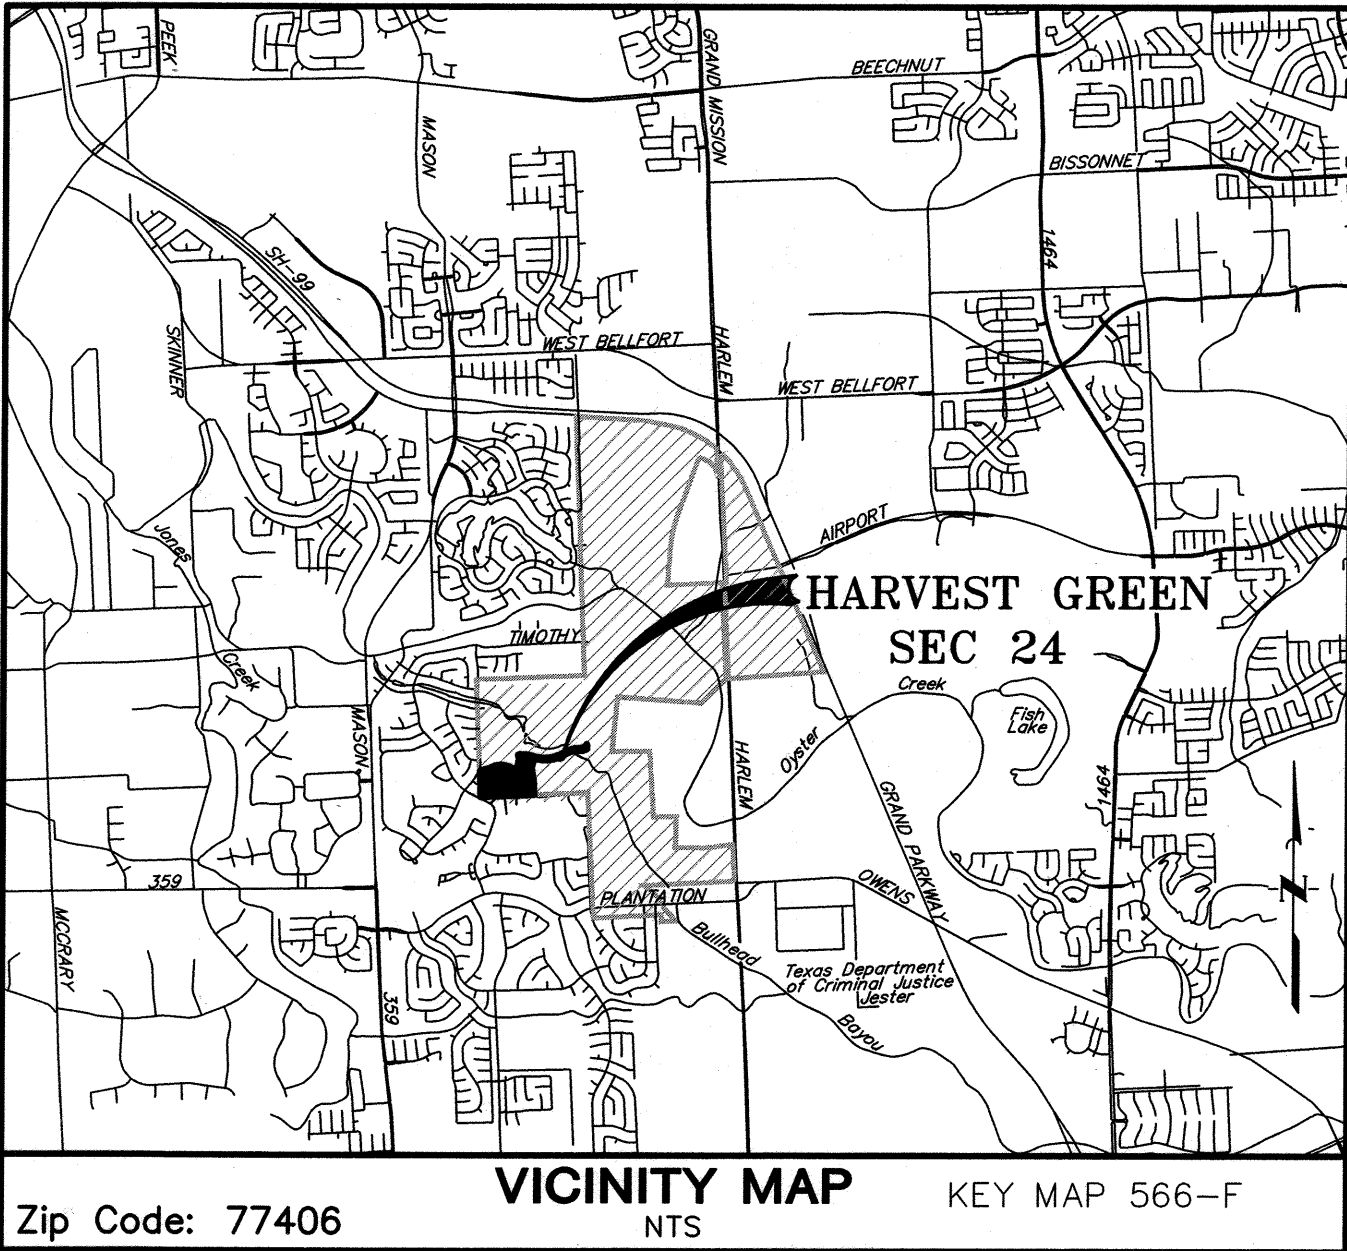 PEEK
GRAND MISSION
BEECHNUT
MASON
BISSONNET
1464
SH-99
SKINNER
WEST BELLFORT
HARLEM
WEST BELLFORT
AIRPORT
Jones
Creek
HARVEST GREEN
SEC 24
TIMOTHY
Creek
Fish
Lake
MASON
HARLEM
Oyster
1464
GRAND PARKWAY
359
PLANTATION
OWENS
N
MCCRARY
Bullhead
Bayou
Texas Department
of Criminal Justice
Jester
359
VICINITY MAP
NTS
KEY MAP 566-F
Zip Code: 77406